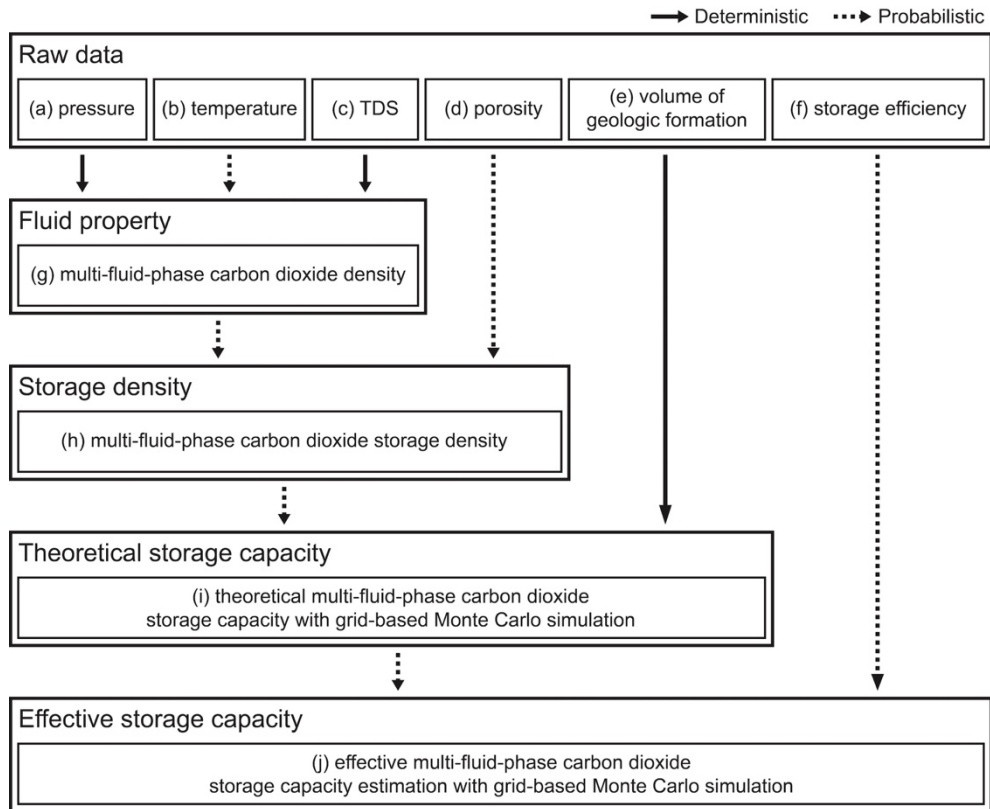 Deterministic
Probabilistic
Raw data
(a) pressure
(b) temperature
(c) TDS
(d) porosity
(e) volume of
geologic formation
(f) storage efficiency
Fluid property
(g) multi-fluid-phase carbon dioxide density
Storage density
(h) multi-fluid-phase carbon dioxide storage density
Theoretical storage capacity
(i) theoretical multi-fluid-phase carbon dioxide
storage capacity with grid-based Monte Carlo simulation
Effective storage capacity
(j) effective multi-fluid-phase carbon dioxide
storage capacity estimation with grid-based Monte Carlo simulation